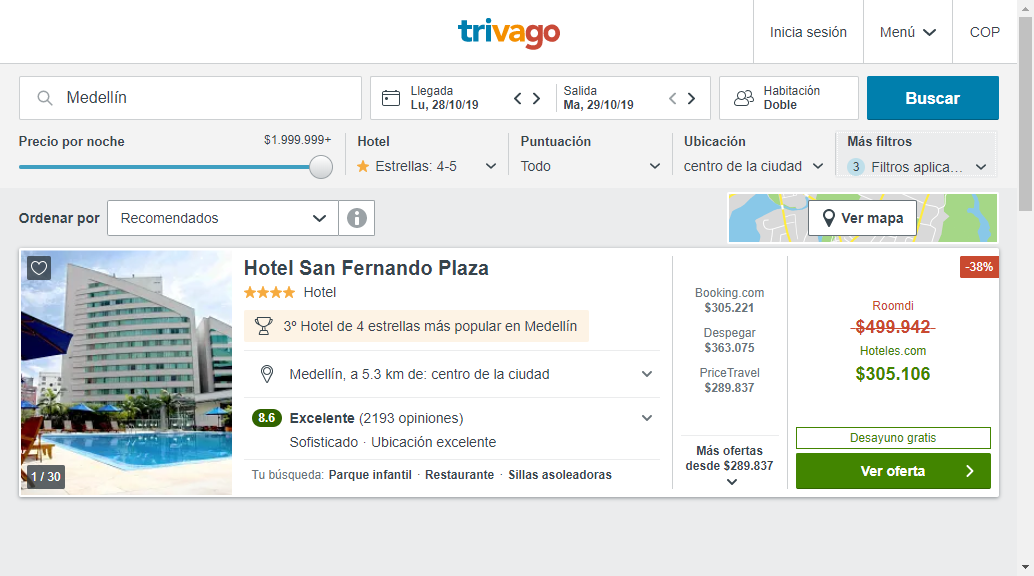 trivago
Inicia sesión
Menú
COP
Medellín
Llegada
Lu, 28/10/19
Salida
Ma, 29/10/19
Habitación
Doble
Buscar
Precio por noche
$1.999.999+
Hotel
Estrellas: 4-5
Puntuación
Todo
Ubicación
centro de la ciudad
Más filtros
3 Filtros aplica...
Ordenar por
Recomendados
Ver mapa
Hotel San Fernando Plaza
Hotel
3º Hotel de 4 estrellas más popular en Medellín
Medellín, a 5.3 km de: centro de la ciudad
8.6 Excelente (2193 opiniones)
Sofisticado · Ubicación excelente
Tu búsqueda: Parque infantil · Restaurante · Sillas asoleadoras
1 / 30
Booking.com
$305.221
Despegar
$363.075
PriceTravel
$289.837
Más ofertas
desde $289.837
-38%
Roomdi
$499.942
Hoteles.com
$305.106
Desayuno gratis
Ver oferta